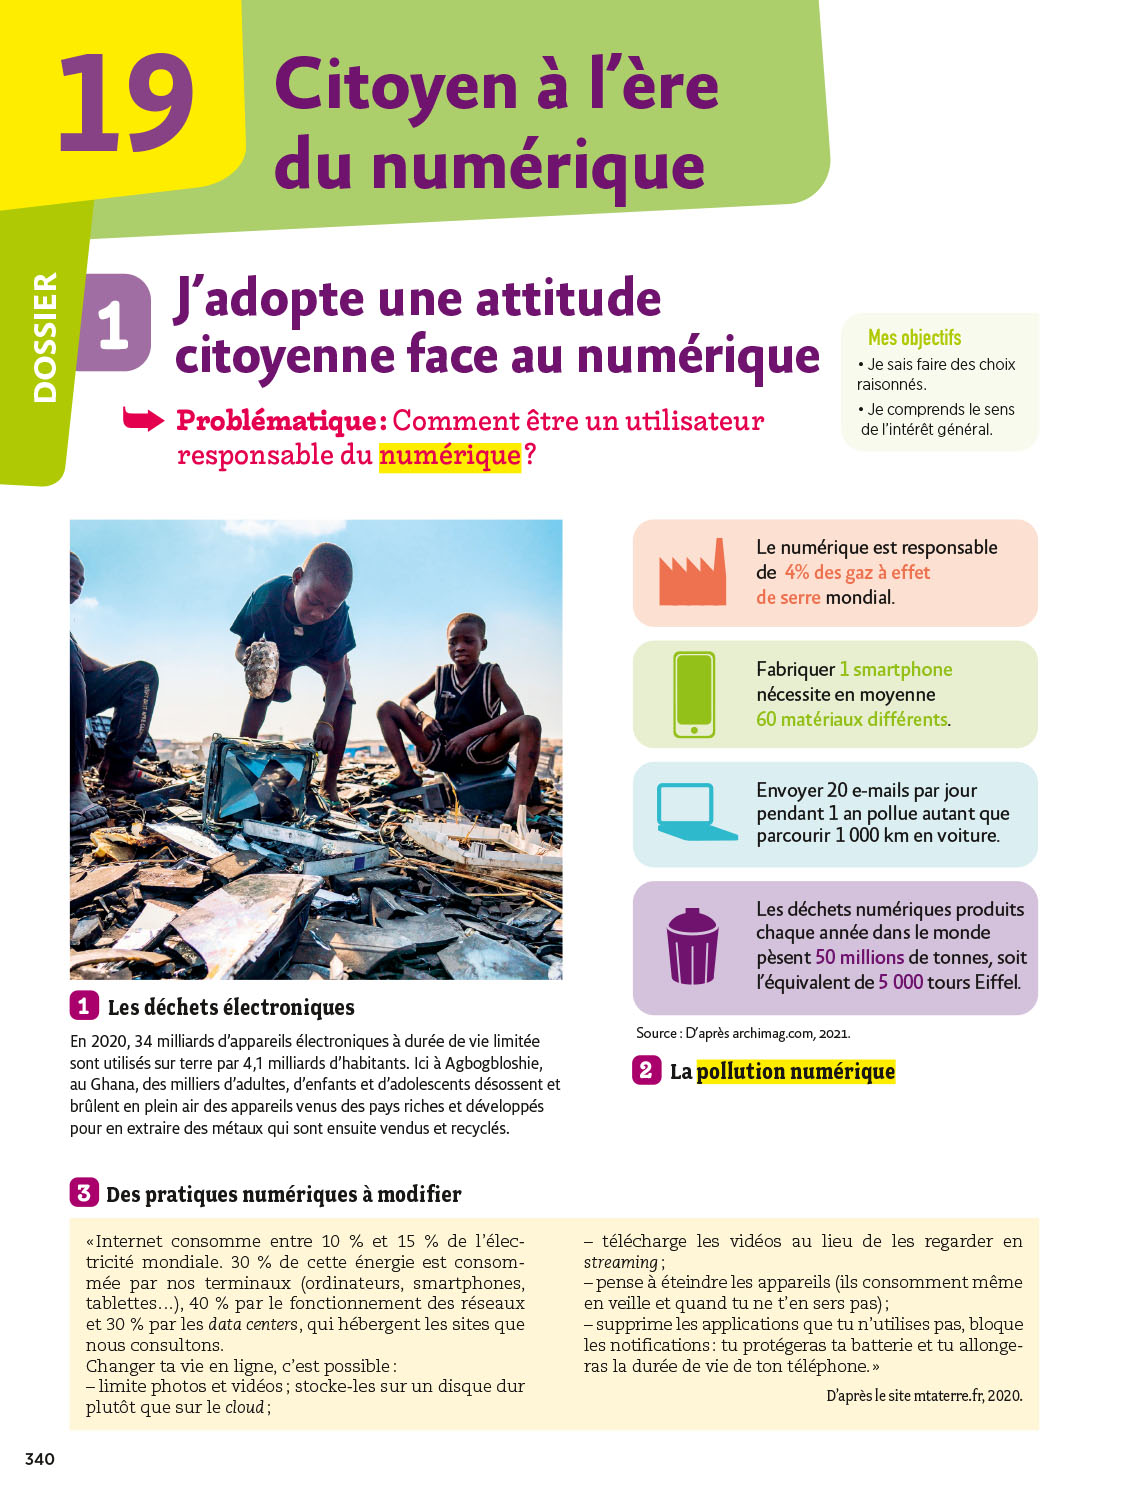 19
Citoyen à l’ère
du numérique
DOSSIER
1
J’adopte une attitude
citoyenne face au numérique
Problématique : Comment être un utilisateur
responsable du numérique ?
Mes objectifs
• Je sais faire des choix
raisonnés.
• Je comprends le sens
de l’intérêt général.
Le numérique est responsable
de 4% des gaz à effet
de serre mondial.
Fabriquer 1 smartphone
nécessite en moyenne
60 matériaux différents.
Envoyer 20 e-mails par jour
pendant 1 an pollue autant que
parcourir 1 000 km en voiture.
Les déchets numériques produits
chaque année dans le monde
pèsent 50 millions de tonnes, soit
l’équivalent de 5 000 tours Eiffel.
Source : D’après archimag.com, 2021.
2 La pollution numérique
1 Les déchets électroniques
En 2020, 34 milliards d’appareils électroniques à durée de vie limitée
sont utilisés sur terre par 4,1 milliards d’habitants. Ici à Agbogbloshie,
au Ghana, des milliers d’adultes, d’enfants et d’adolescents désossent et
brûlent en plein air des appareils venus des pays riches et développés
pour en extraire des métaux qui sont ensuite vendus et recyclés.
3 Des pratiques numériques à modifier
« Internet consomme entre 10 % et 15 % de l’élec-
tricité mondiale. 30 % de cette énergie est consom-
mée par nos terminaux (ordinateurs, smartphones,
tablettes…), 40 % par le fonctionnement des réseaux
et 30 % par les data centers, qui hébergent les sites que
nous consultons.
Changer ta vie en ligne, c’est possible :
– limite photos et vidéos ; stocke-les sur un disque dur
plutôt que sur le cloud ;
– télécharge les vidéos au lieu de les regarder en
streaming ;
– pense à éteindre les appareils (ils consomment même
en veille et quand tu ne t’en sers pas) ;
– supprime les applications que tu n’utilises pas, bloque
les notifications : tu protégeras ta batterie et tu allonge-
ras la durée de vie de ton téléphone. »
D’après le site mtaterre.fr, 2020.
340